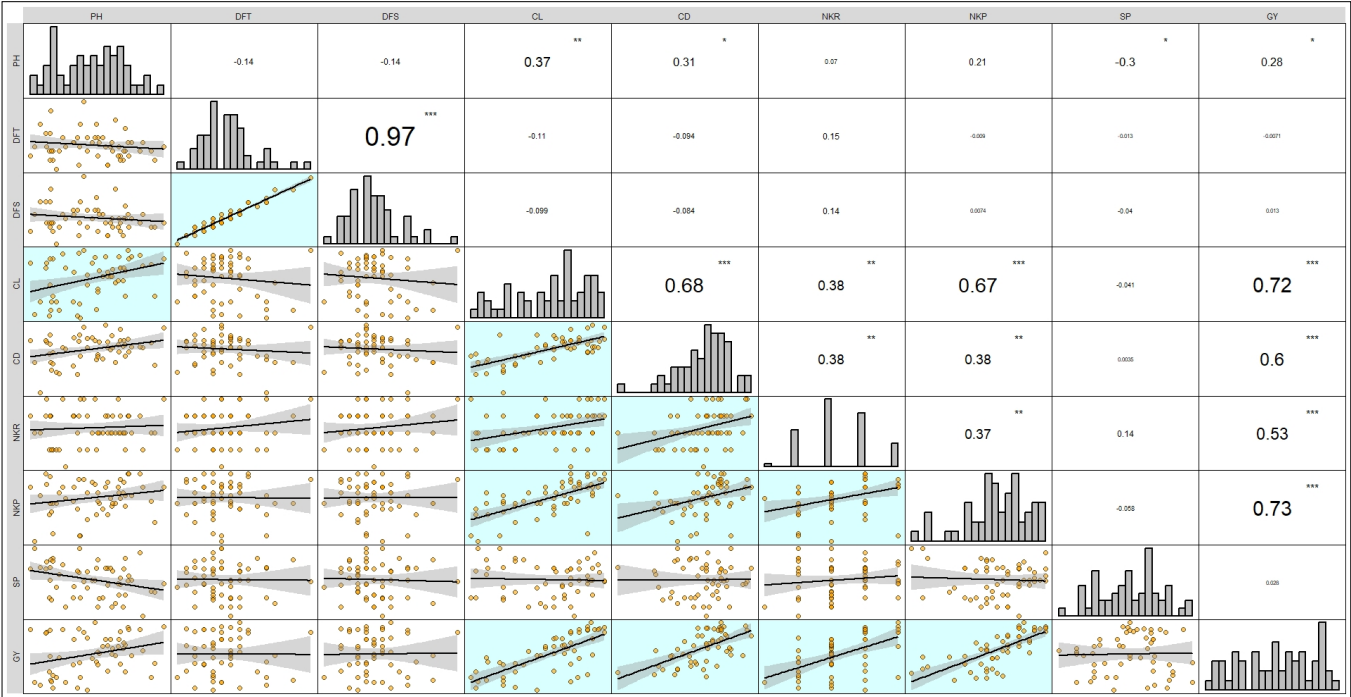 PH DFT DFS CL CD NKR NKP SP GY
** * * *
PH -0.14 -0.14 0.37 0.31 0.07 0.21 -0.3 0.28
***
DFT 0.97 -0.11 -0.094 0.15 -0.009 -0.013 -0.0071
DFS -0.099 -0.084 0.14 0.0074 -0.04 0.013
*** ** *** ***
CL 0.68 0.38 0.67 -0.041 0.72
** ** ***
CD 0.38 0.38 0.0035 0.6
** ***
NKR 0.37 0.14 0.53
***
NKP -0.058 0.73
SP 0.028
GY